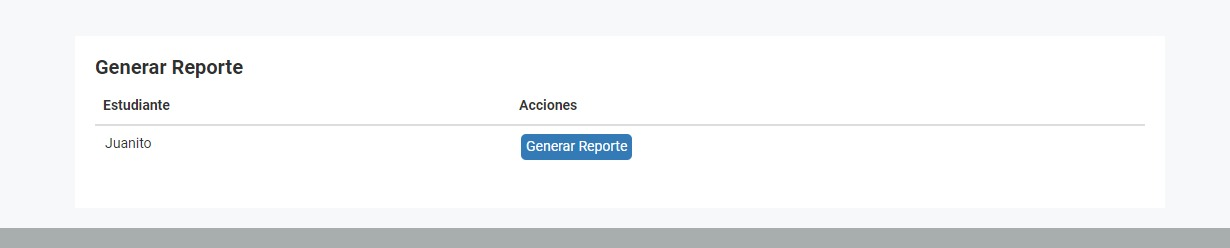 Generar Reporte
Estudiante Acciones
Juanito Generar Reporte